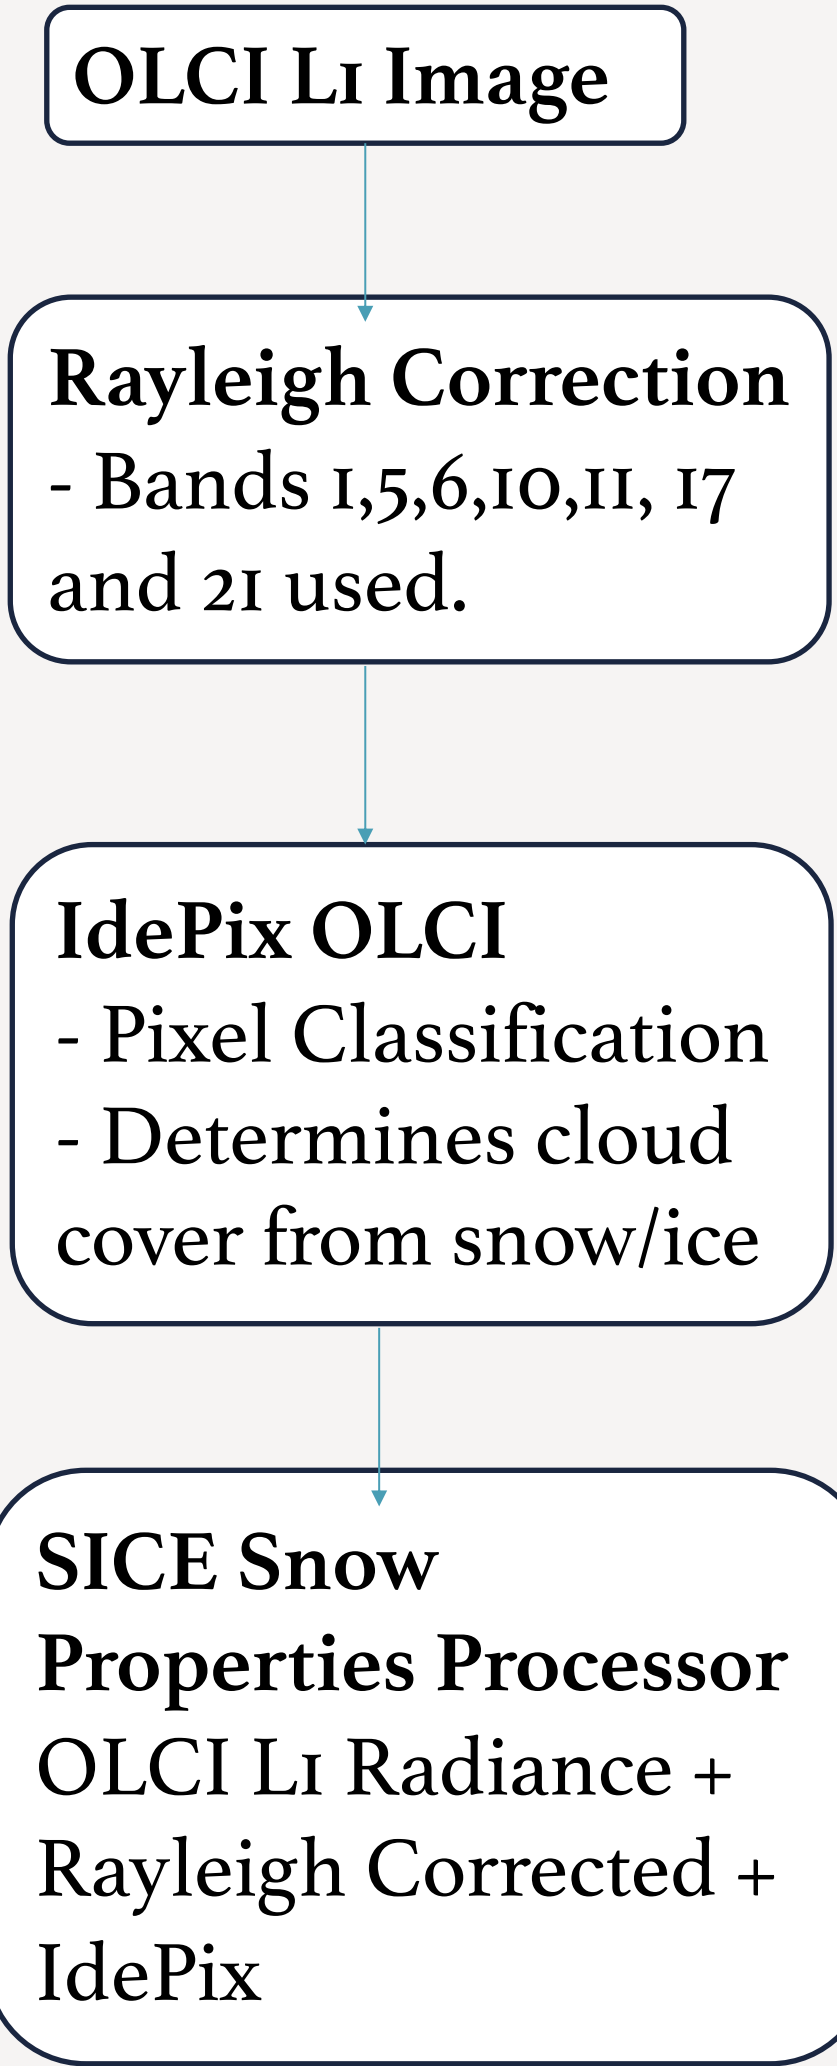 OLCI L1 Image
Rayleigh Correction
- Bands 1,5,6,10,11, 17
and 21 used.
IdePix OLCI
- Pixel Classification
- Determines cloud
cover from snow/ice
SICE Snow
Properties Processor
OLCI L1 Radiance +
Rayleigh Corrected +
IdePix